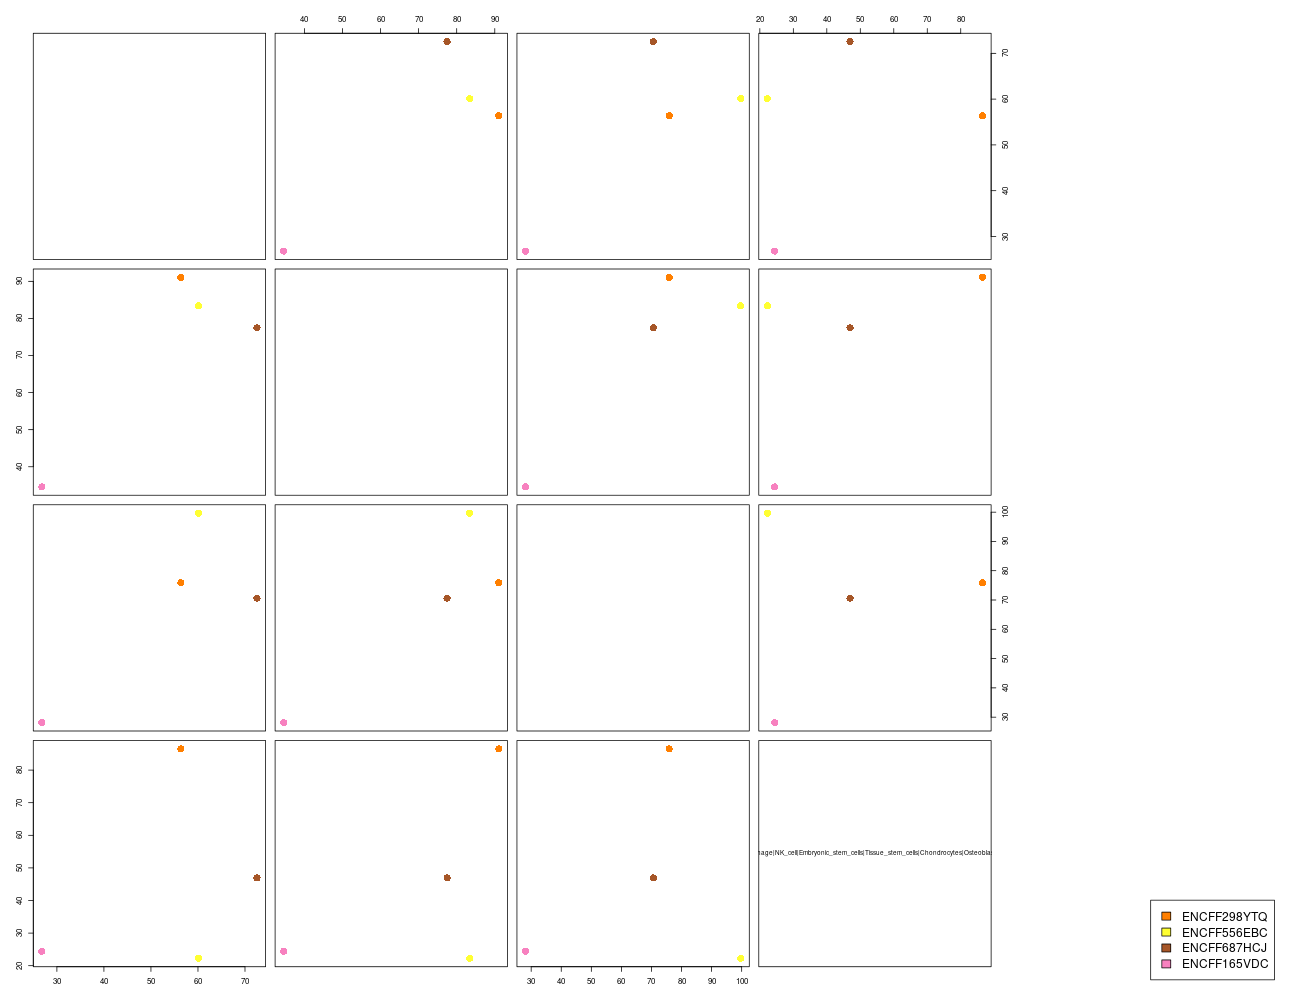 40 50 60 70 80 90
20 30 40 50 60 70 80
30 40 50 60 70
40 50 60 70 80 90
30 40 50 60 70 80 90 100
20 30 40 50 60 70 80
|NK_cell|Embryonic_stem_cells|Tissue_stem_cells|Chondrocytes|
30 40 50 60 70
30 40 50 60 70 80 90 100
ENCFF298YTQ
ENCFF556EBC
ENCFF687HCJ
ENCFF165VDC